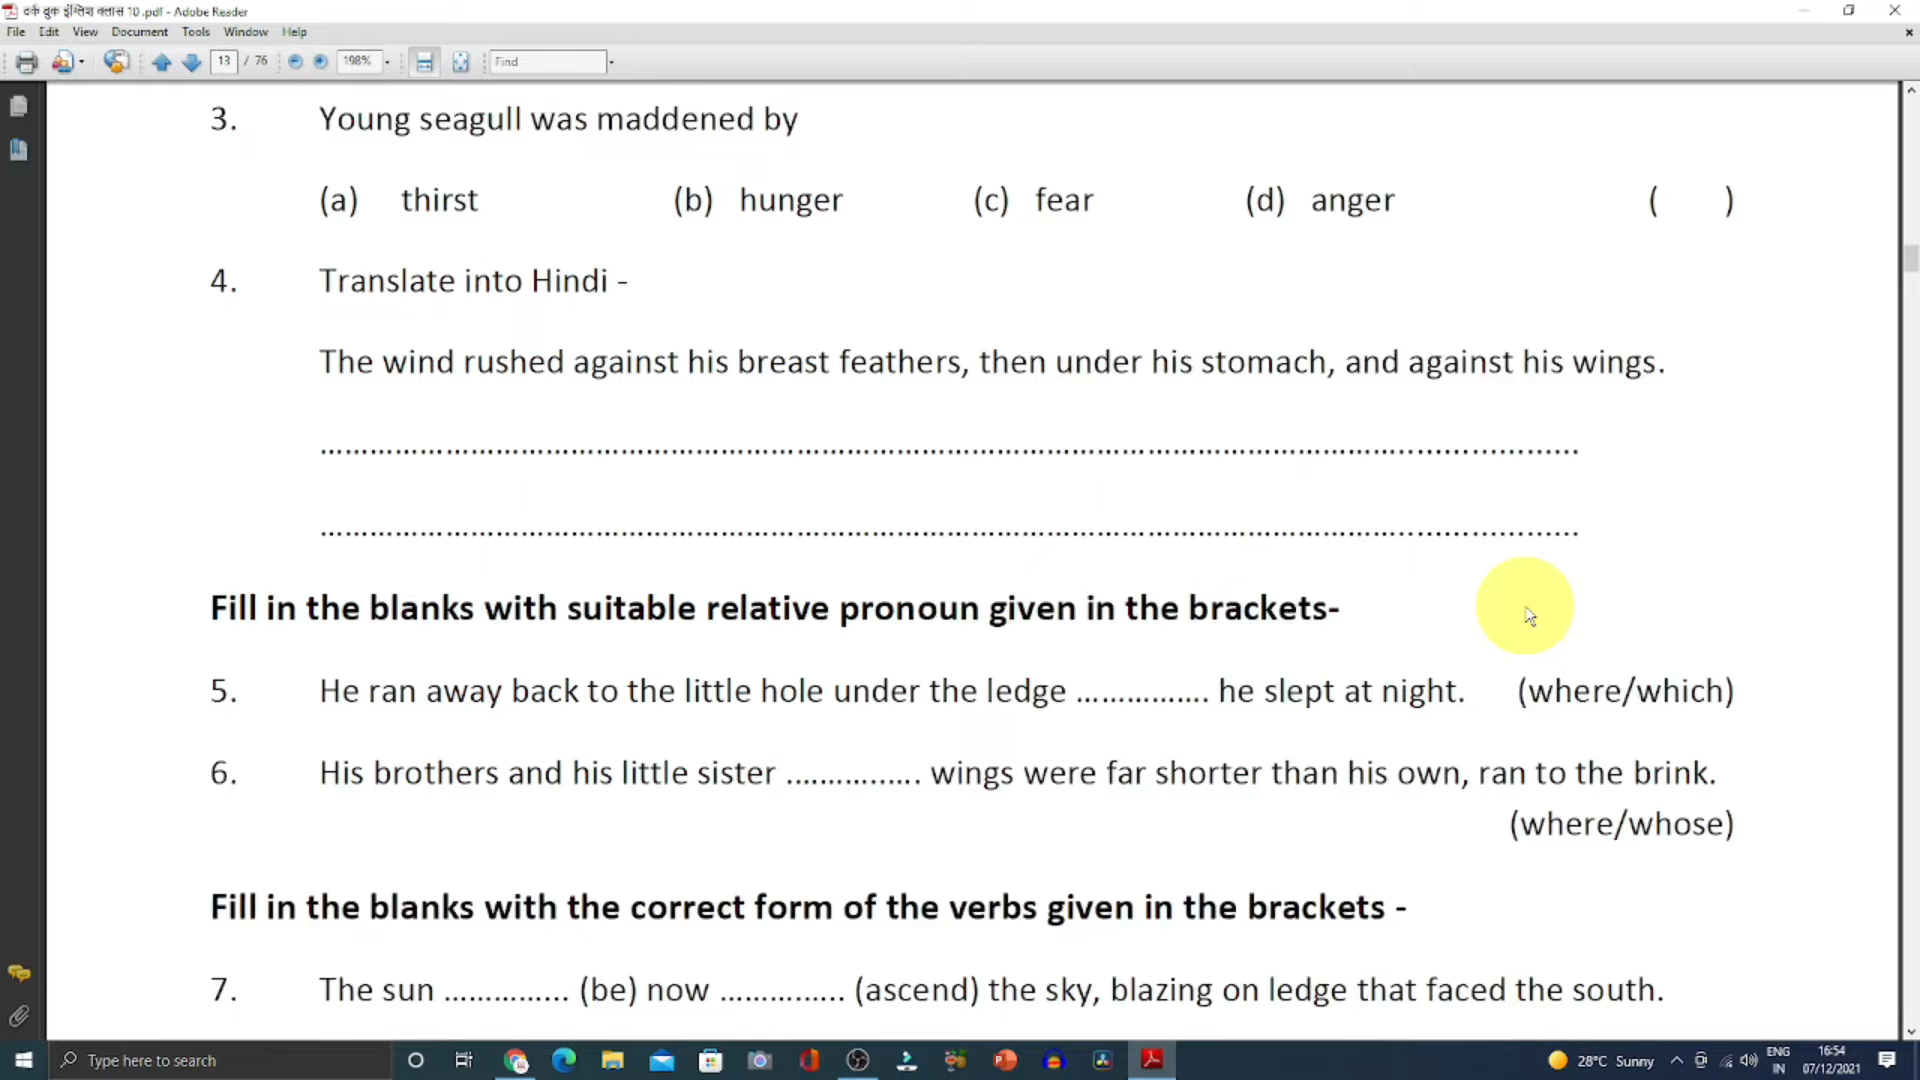 वर्क बुक इंग्लिश क्लास 10 .pdf - Adobe Reader
File Edit View Document Tools Window Help
13 / 76 198% Find
3. Young seagull was maddened by
(a) thirst (b) hunger (c) fear (d) anger ( )
4. Translate into Hindi -
The wind rushed against his breast feathers, then under his stomach, and against his wings.
................................................................................
................................................................................
Fill in the blanks with suitable relative pronoun given in the brackets-
5. He ran away back to the little hole under the ledge ................ he slept at night. (where/which)
6. His brothers and his little sister ................ wings were far shorter than his own, ran to the brink.
(where/whose)
Fill in the blanks with the correct form of the verbs given in the brackets -
7. The sun ............... (be) now ............... (ascend) the sky, blazing on ledge that faced the south.
Type here to search 28°C Sunny ENG 16:54
IN 07/12/2021